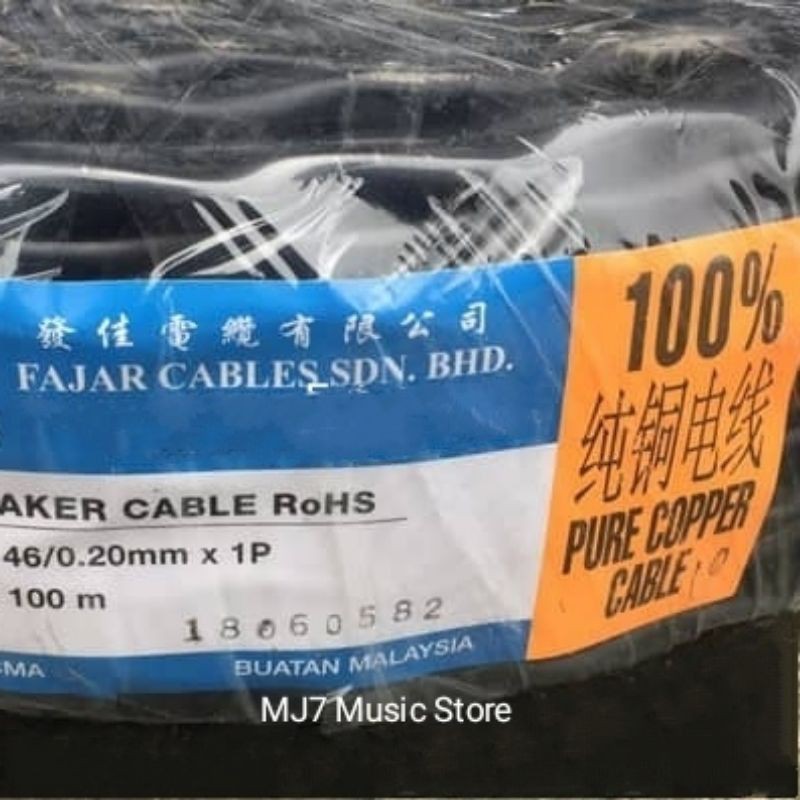 發佳電纜有限公司
FAJAR CABLES SDN. BHD.
AKER CABLE RoHS
46/0.20mm x 1P
100 m
18060582
SMA
BUATAN MALAYSIA
100%
纯铜电线
PURE COPPER
CABLE
MJ7 Music Store